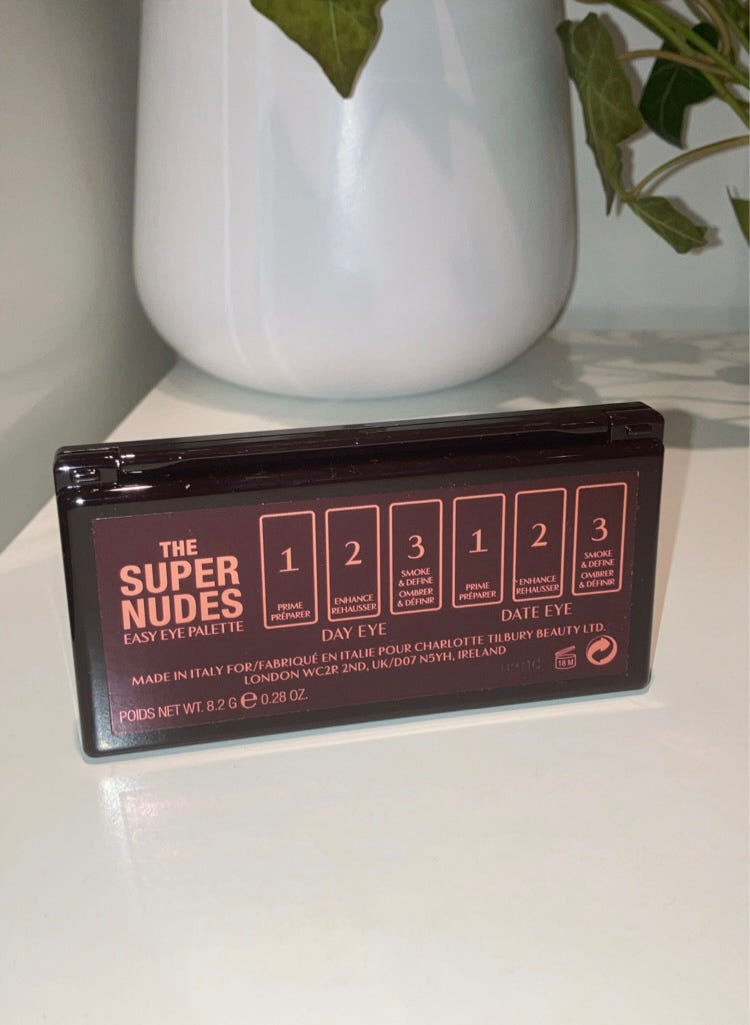 THE
SUPER
NUDES
EASY EYE PALETTE
1
PRIME
PRÉPARER
2
ENHANCE
REHAUSSER
3
SMOKE
& DEFINE
OMBRER
& DÉFINIR
1
PRIME
PRÉPARER
2
ENHANCE
REHAUSSER
3
SMOKE
& DEFINE
OMBRER
& DÉFINIR
DAY EYE
DATE EYE
MADE IN ITALY FOR/FABRIQUÉ EN ITALIE POUR CHARLOTTE TILBURY BEAUTY LTD.
LONDON WC2R 2ND, UK/D07 N5YH, IRELAND
18 M
POIDS NET WT. 8.2 G e 0.28 OZ.